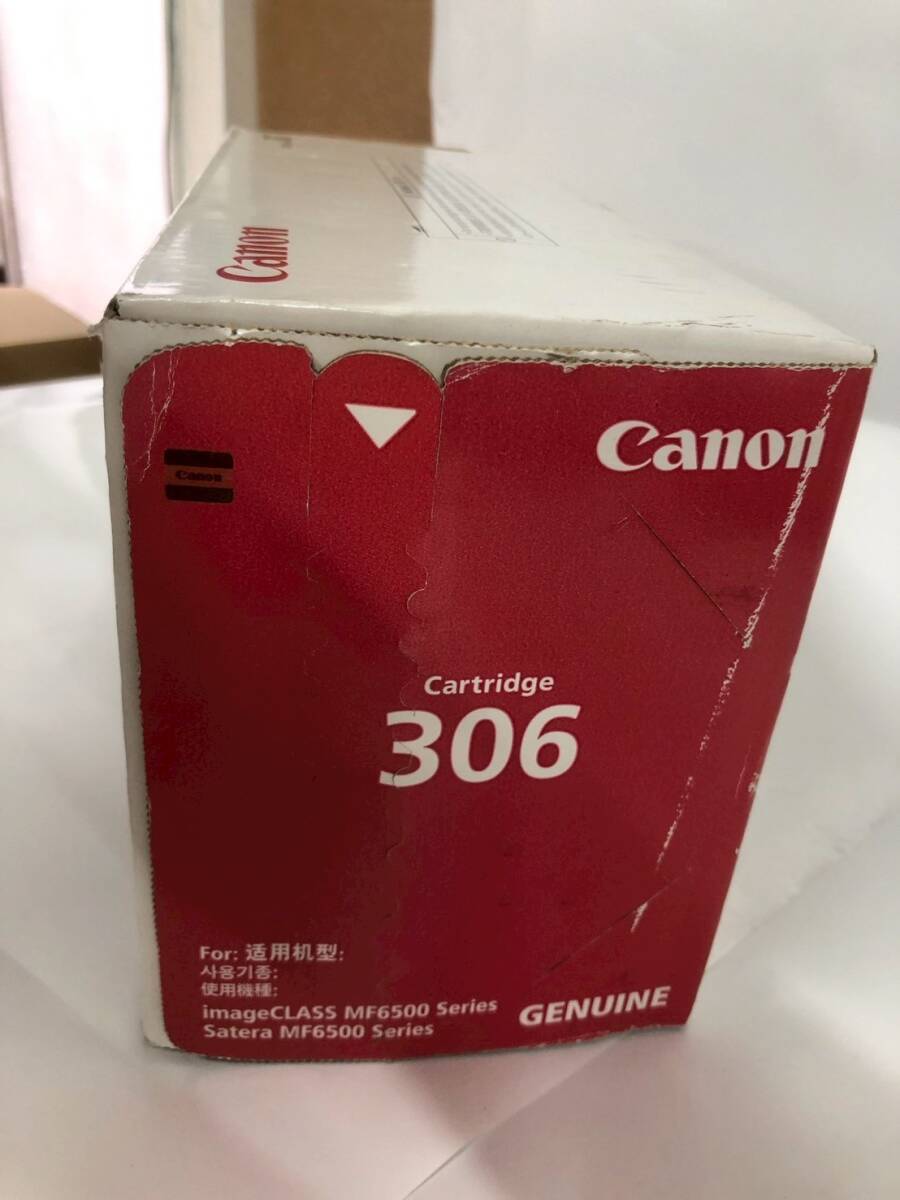 Canon
Canon
Canon
Cartridge
306
For: 适用机型:
사용기종:
使用機種:
imageCLASS MF6500 Series
Satera MF6500 Series
GENUINE